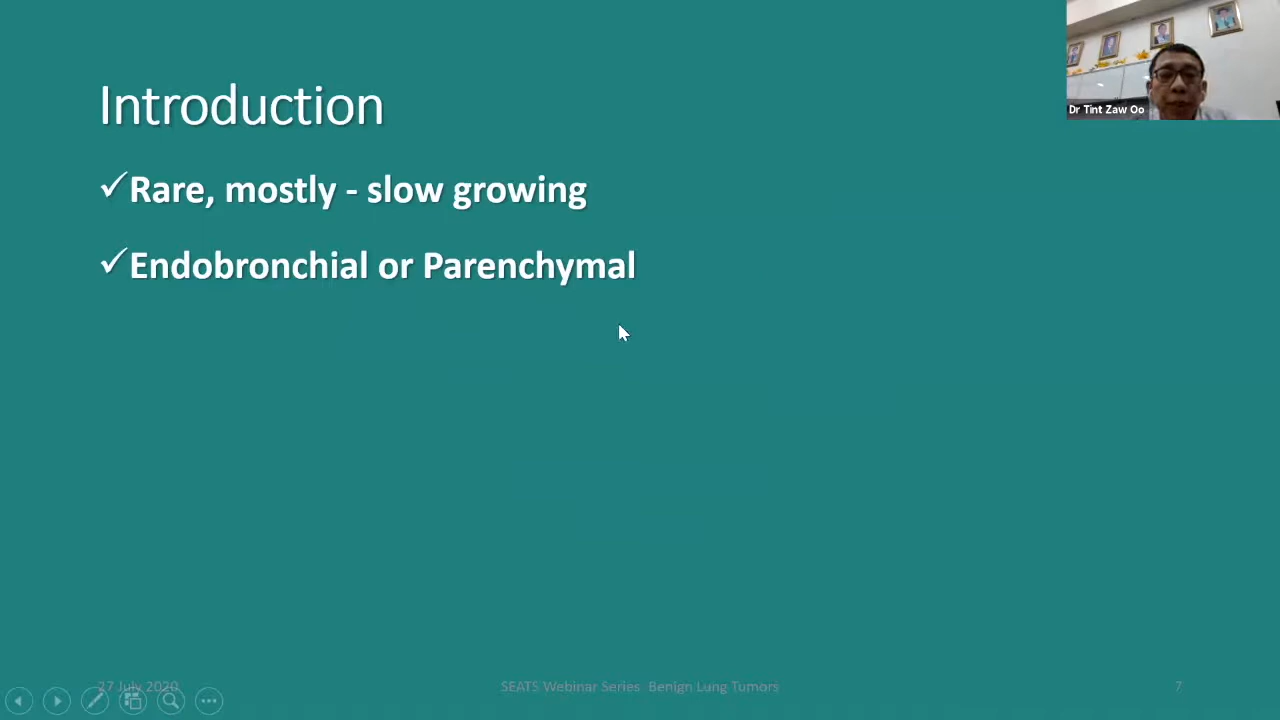 Introduction
✓Rare, mostly - slow growing
✓Endobronchial or Parenchymal
Dr Tint Zaw Oo
27 July 2020
SEATS Webinar Series  Benign Lung Tumors
7